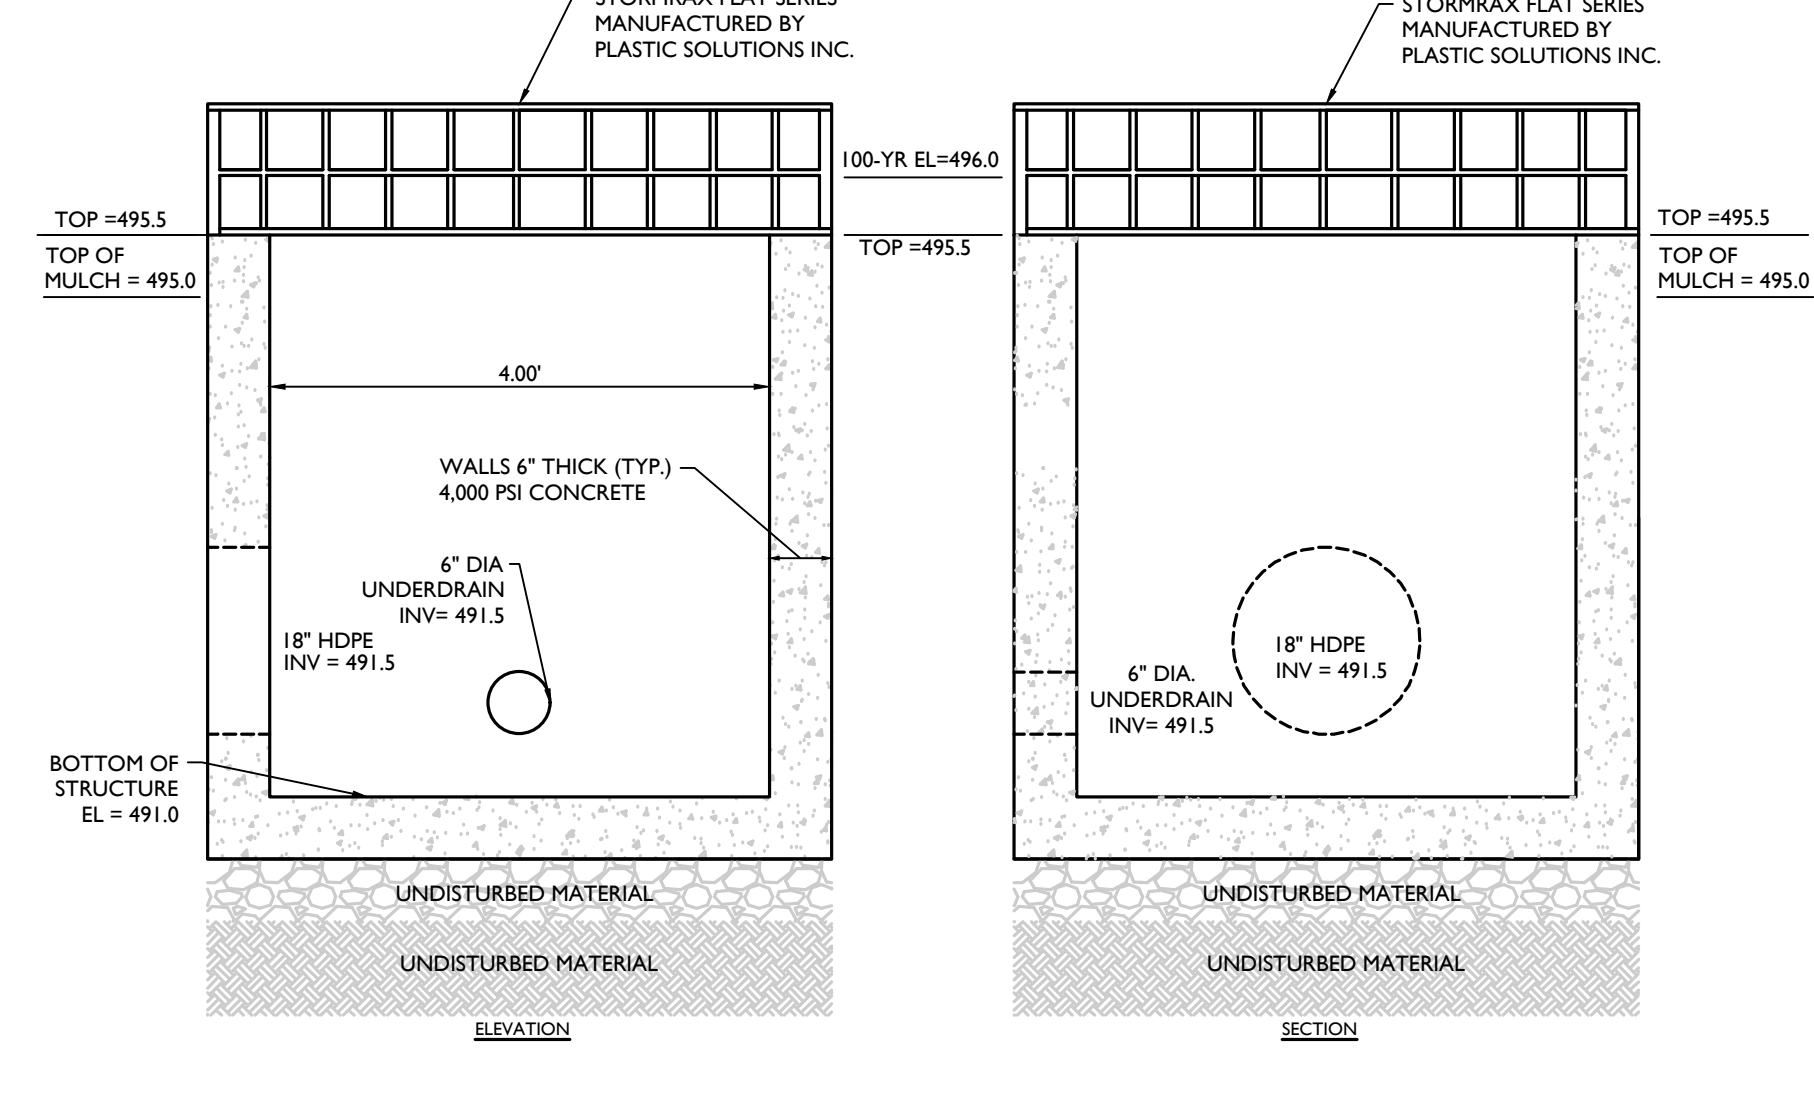 STORMRAX FLAT SERIES
MANUFACTURED BY
PLASTIC SOLUTIONS INC.
STORMRAX FLAT SERIES
MANUFACTURED BY
PLASTIC SOLUTIONS INC.
TOP =495.5
TOP OF
MULCH = 495.0
100-YR EL=496.0
TOP =495.5
TOP =495.5
TOP OF
MULCH = 495.0
4.00'
WALLS 6" THICK (TYP.)
4,000 PSI CONCRETE
6" DIA
UNDERDRAIN
INV= 491.5
18" HDPE
INV = 491.5
BOTTOM OF
STRUCTURE
EL = 491.0
6" DIA.
UNDERDRAIN
INV= 491.5
18" HDPE
INV = 491.5
UNDISTURBED MATERIAL
UNDISTURBED MATERIAL
ELEVATION
UNDISTURBED MATERIAL
UNDISTURBED MATERIAL
SECTION